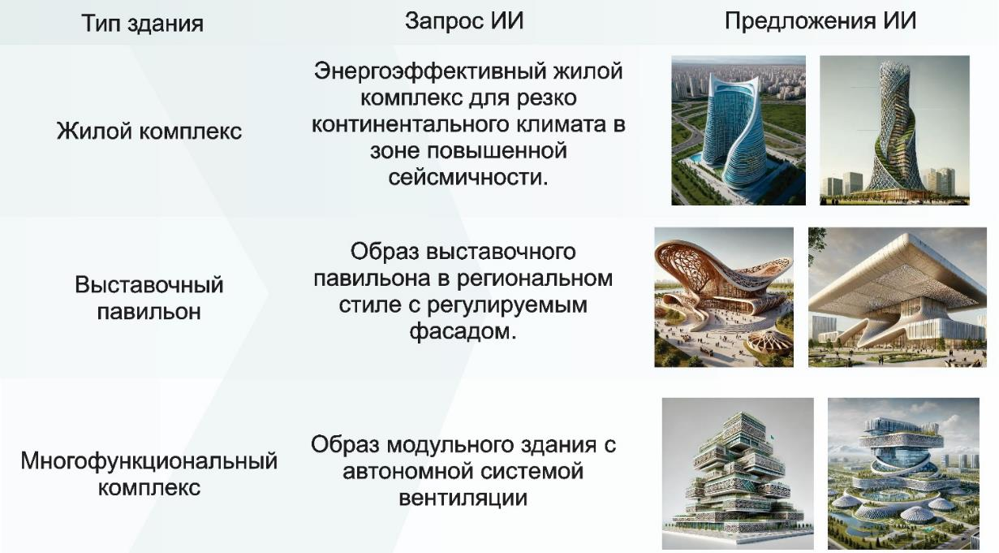 Тип здания
Запрос ИИ
Предложения ИИ
Жилой комплекс
Энергоэффективный жилой
комплекс для резко
континентального климата в
зоне повышенной
сейсмичности.
Выставочный
павильон
Образ выставочного
павильона в региональном
стиле с регулируемым
фасадом.
Многофункциональный
комплекс
Образ модульного здания с
автономной системой
вентиляции